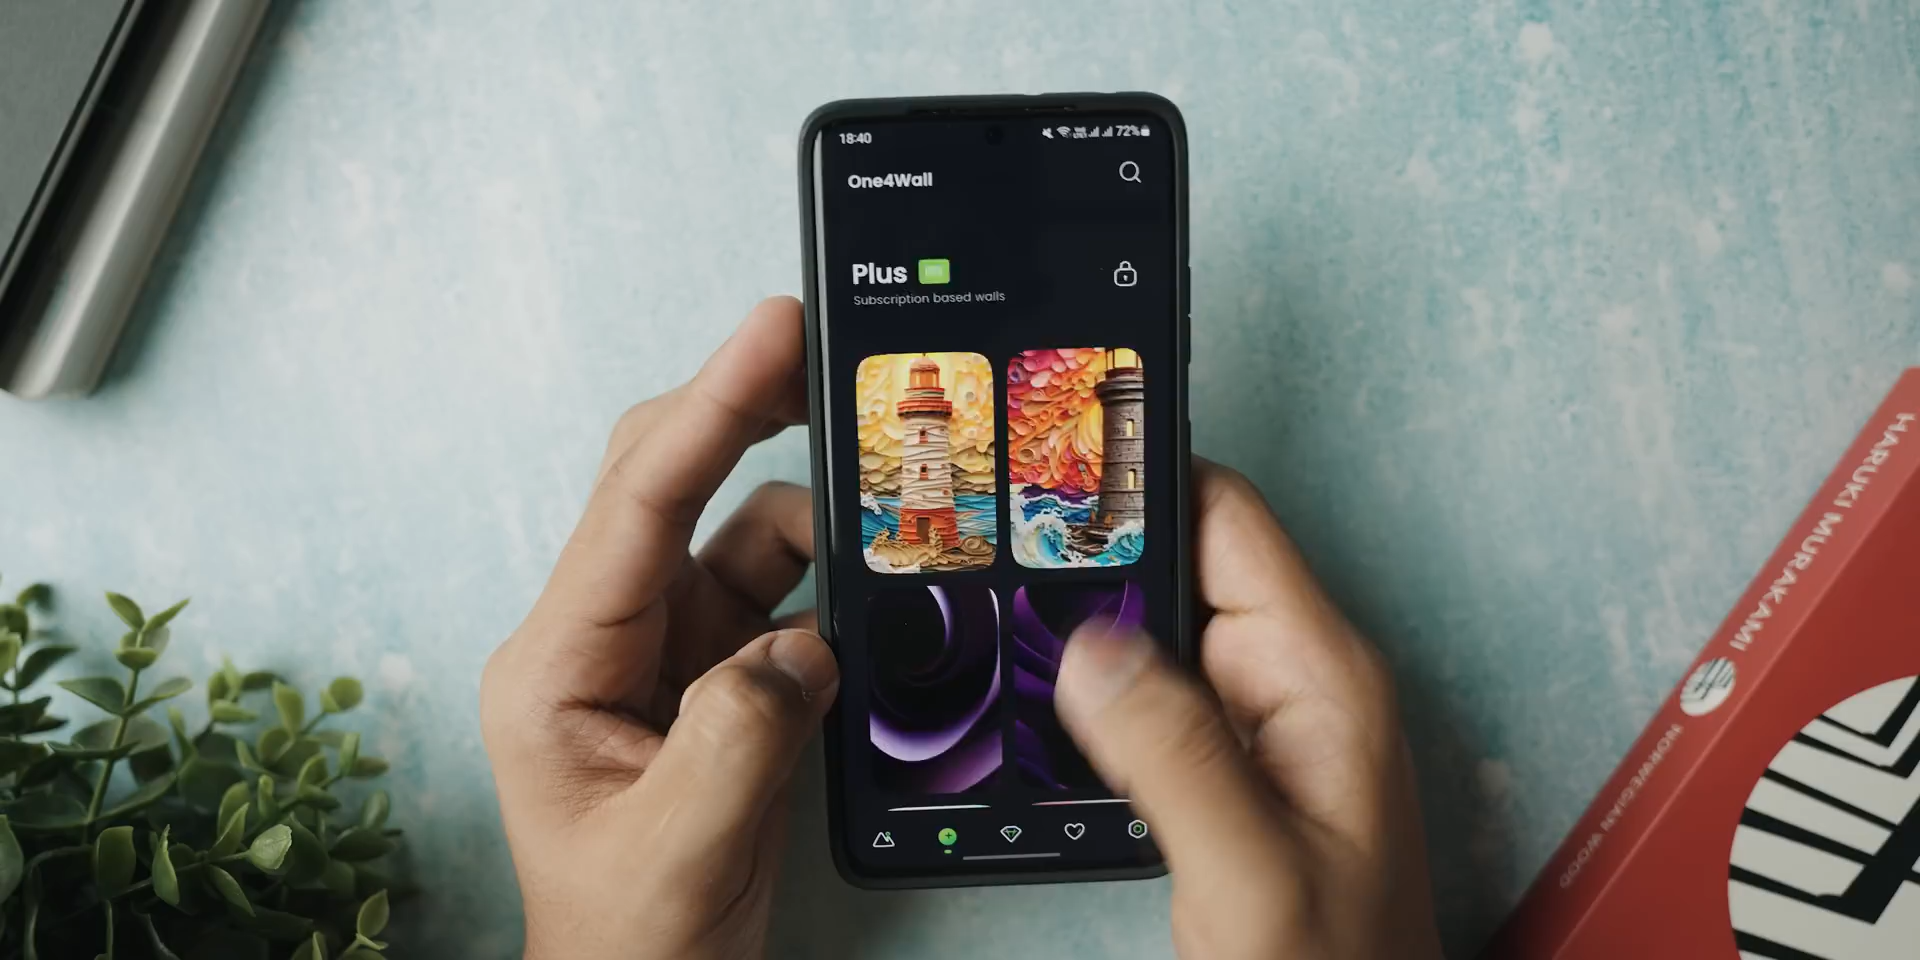 18:40
72%
One4Wall
Plus
Subscription based walls
HARUKI MURAKAMI
NORWEGIAN WOOD